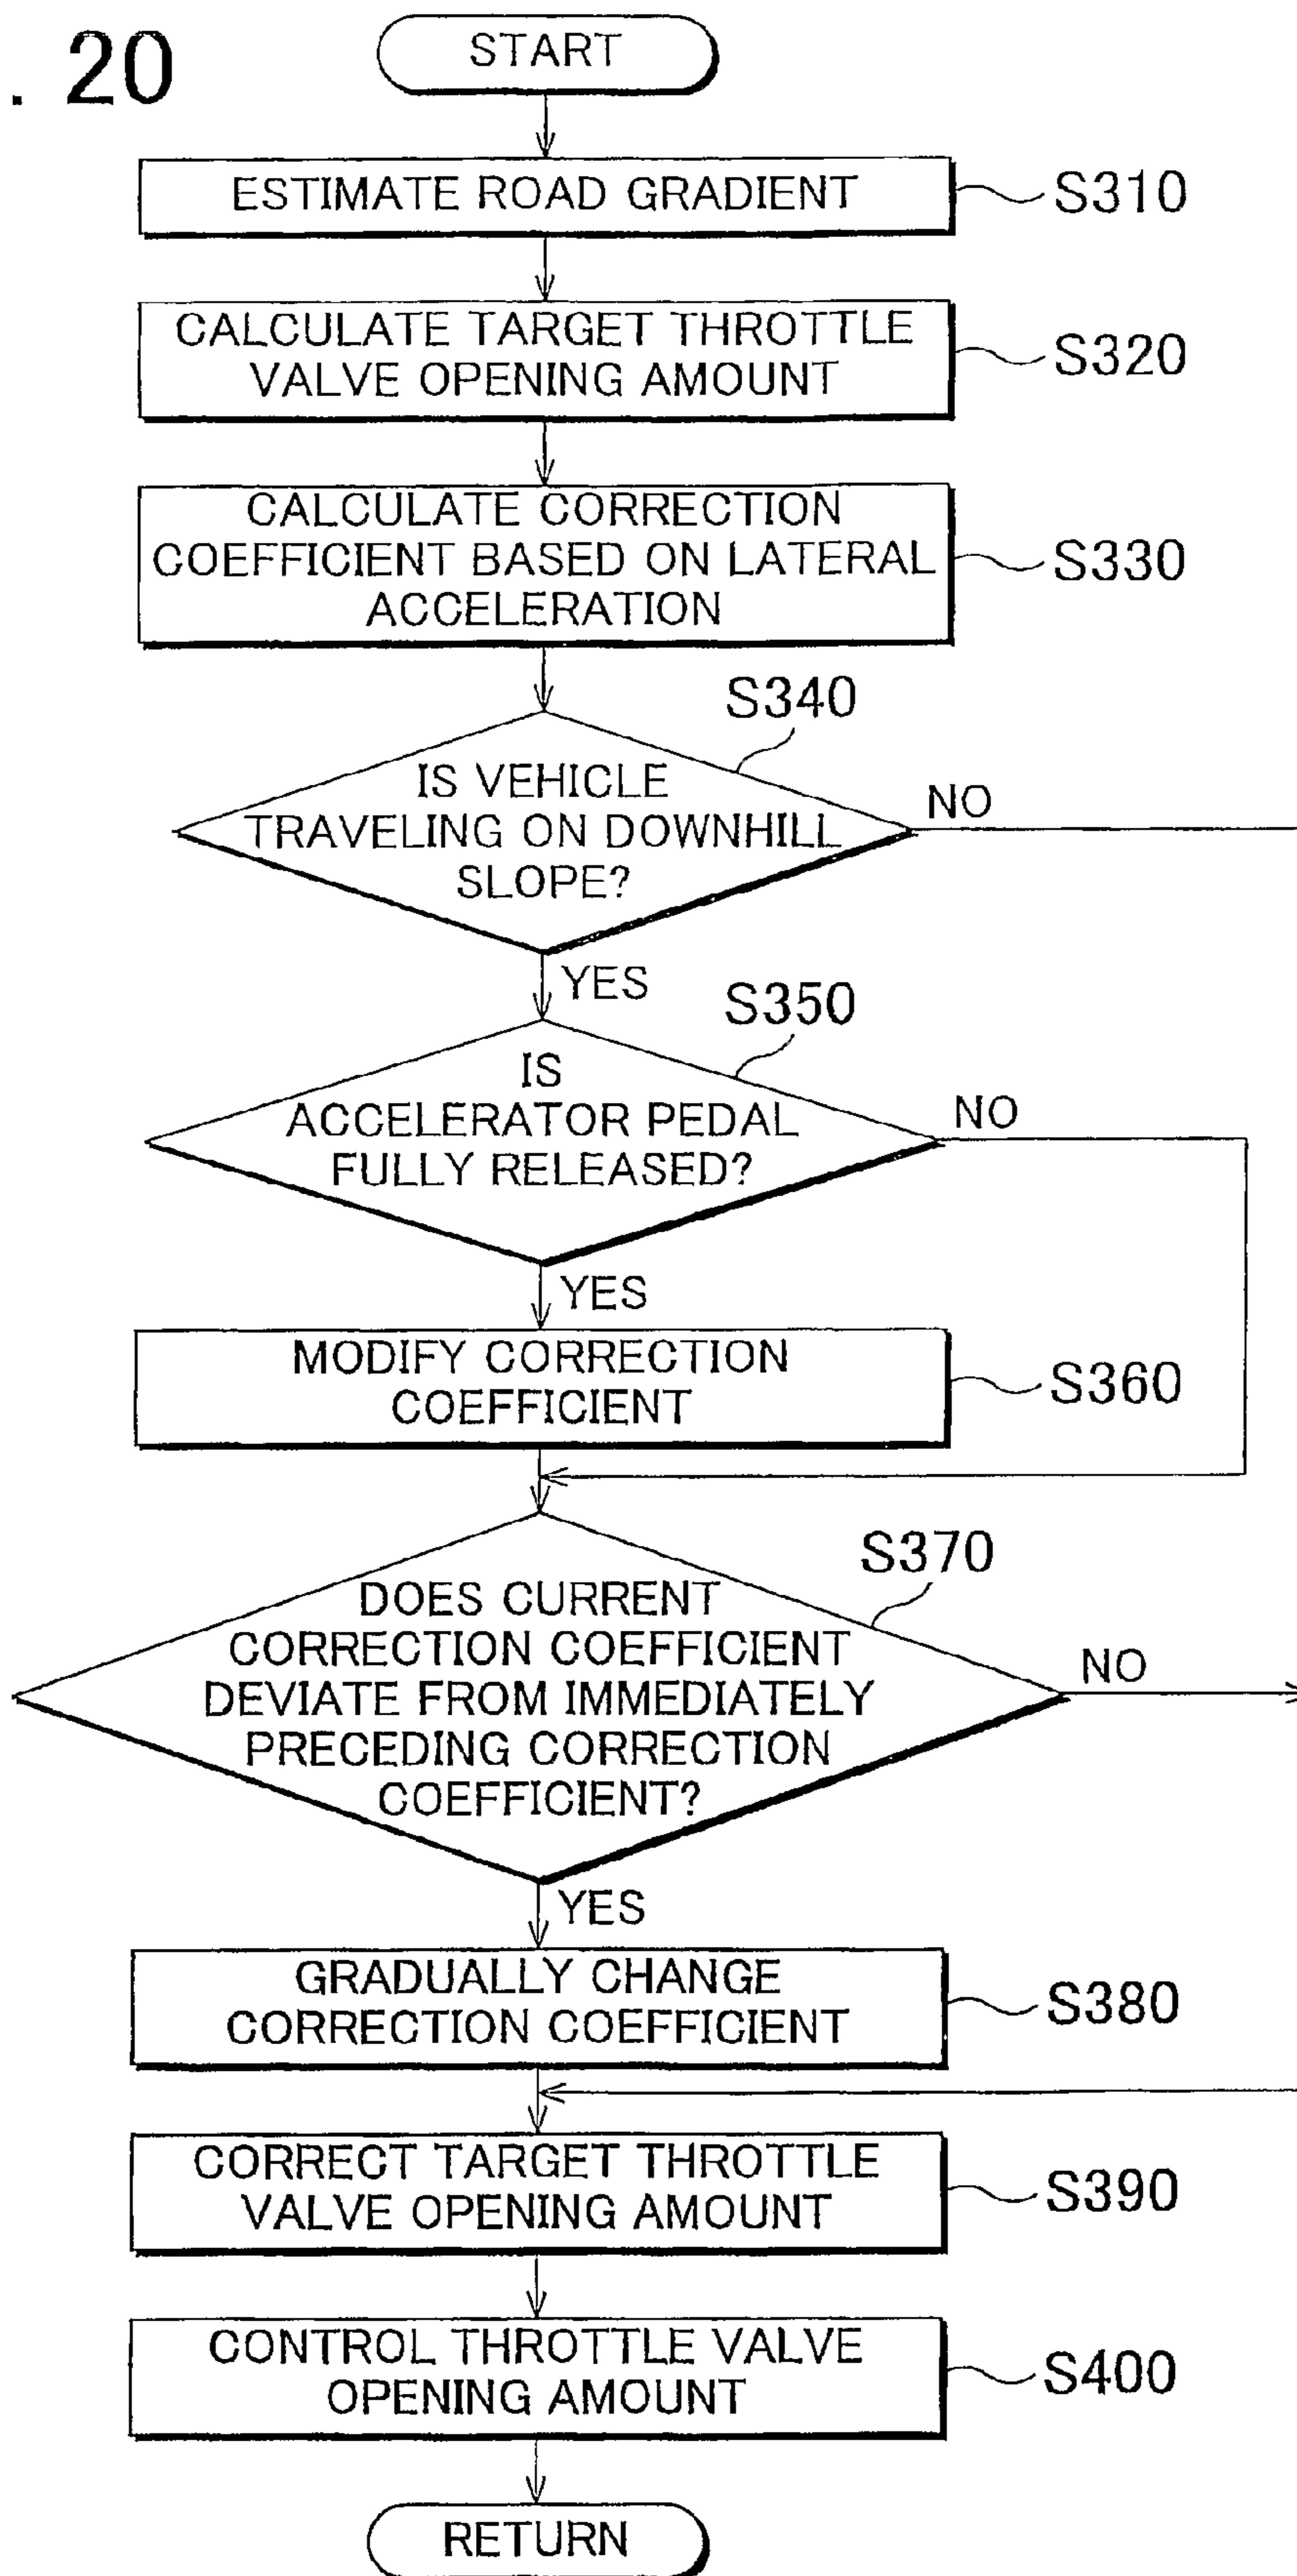 . 20
START
ESTIMATE ROAD GRADIENT
S310
CALCULATE TARGET THROTTLE
VALVE OPENING AMOUNT
S320
CALCULATE CORRECTION
COEFFICIENT BASED ON LATERAL
ACCELERATION
S330
S340
IS VEHICLE
TRAVELING ON DOWNHILL
SLOPE?
NO
YES
S350
IS
ACCELERATOR PEDAL
FULLY RELEASED?
NO
YES
MODIFY CORRECTION
COEFFICIENT
S360
S370
DOES CURRENT
CORRECTION COEFFICIENT
DEVIATE FROM IMMEDIATELY
PRECEDING CORRECTION
COEFFICIENT?
NO
YES
GRADUALLY CHANGE
CORRECTION COEFFICIENT
S380
CORRECT TARGET THROTTLE
VALVE OPENING AMOUNT
S390
CONTROL THROTTLE VALVE
OPENING AMOUNT
S400
RETURN